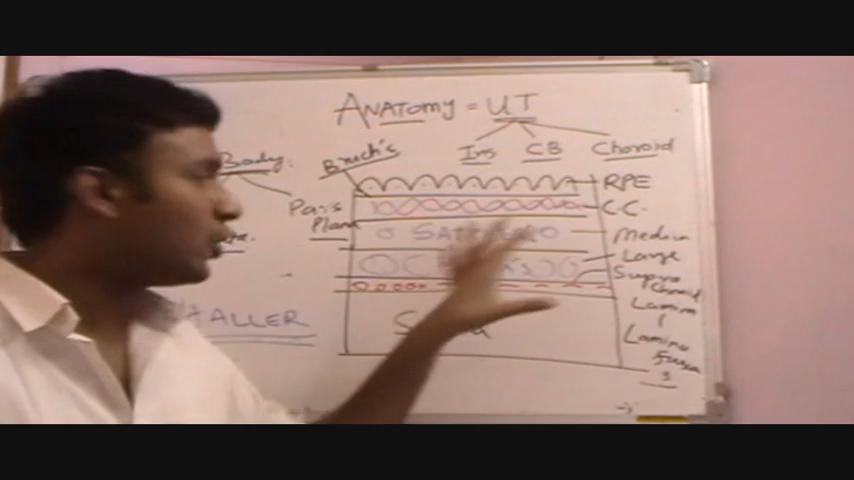 ANATOMY = UT
Iris CB Choroid
Body.
Bruch's
RPE
Pars
Plana
C.C.
Medium
Large
Supra
Choroid
Lamina
HALLER
Lamina
Fusca